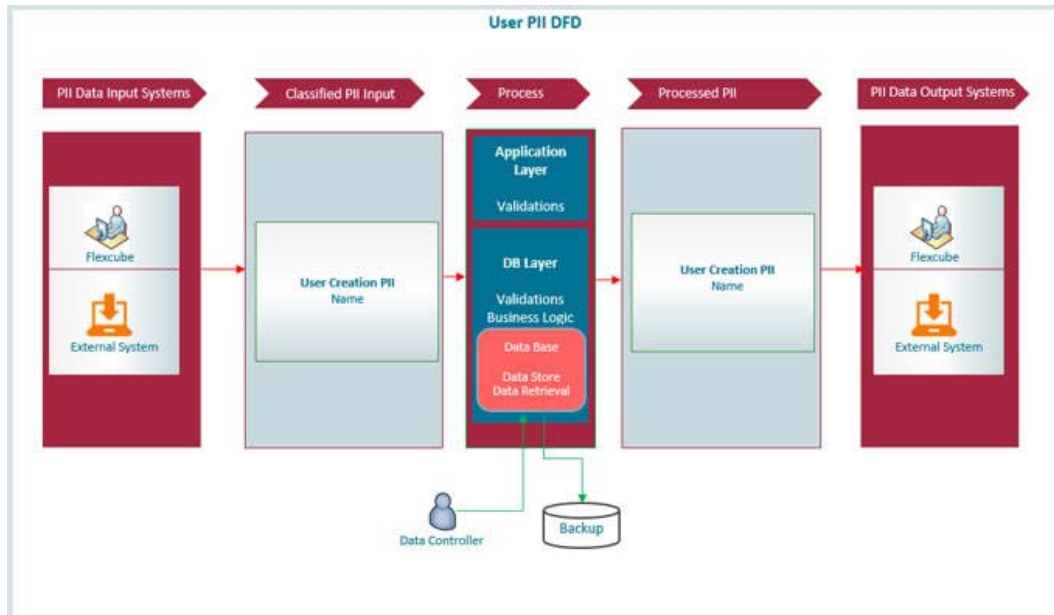 User PII DFD
PII Data Input Systems
Classified PII Input
Process
Processed PII
PII Data Output Systems
Flexcube
External System
User Creation PII
Name
Application
Layer
Validations
DB Layer
Validations
Business Logic
Data Base
Data Store
Data Retrieval
User Creation PII
Name
Flexcube
External System
Data Controller
Backup